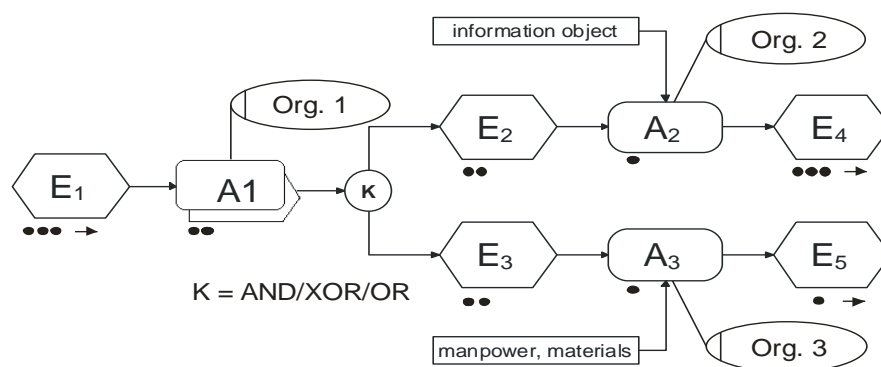 information object
Org. 2
Org. 1
E₂
A₂
E₄
E₁
A1
K
E₃
A₃
E₅
K = AND/XOR/OR
manpower, materials
Org. 3